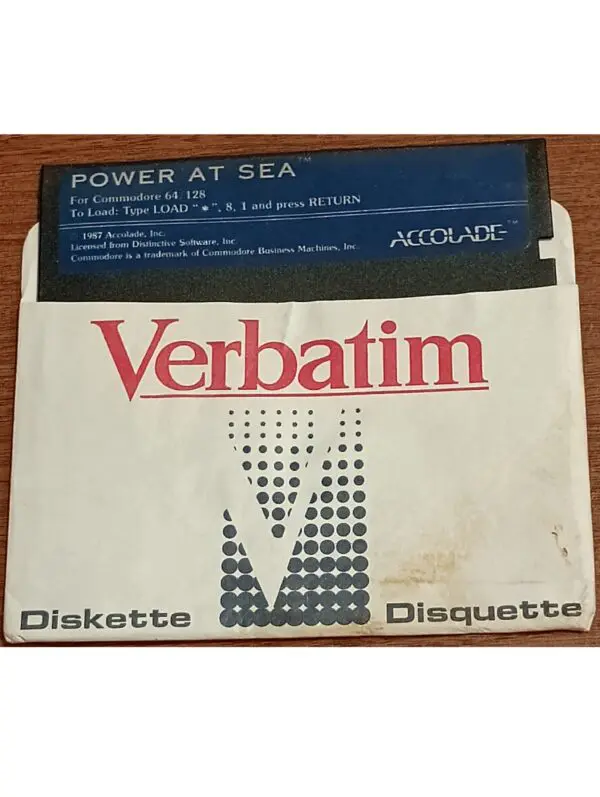 POWER AT SEA™
For Commodore 64/128
To Load: Type LOAD "*", 8, 1 and press RETURN
© 1987 Accolade, Inc.
Licensed from Distinctive Software, Inc.
Commodore is a trademark of Commodore Business Machines, Inc.
ACCOLADE™
Verbatim
Diskette
Disquette